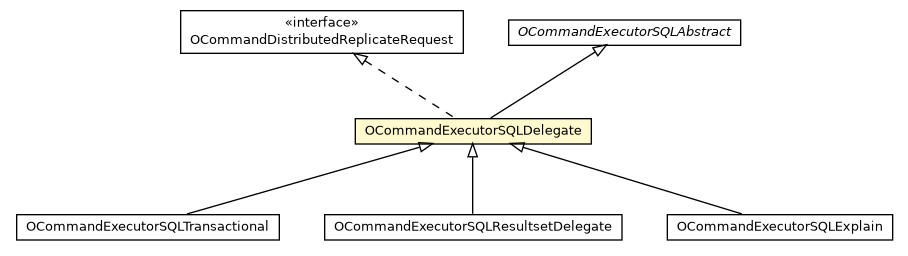 «interface»
OCommandDistributedReplicateRequest
OCommandExecutorSQLAbstract
OCommandExecutorSQLDelegate
OCommandExecutorSQLTransactional
OCommandExecutorSQLResultsetDelegate
OCommandExecutorSQLExplain